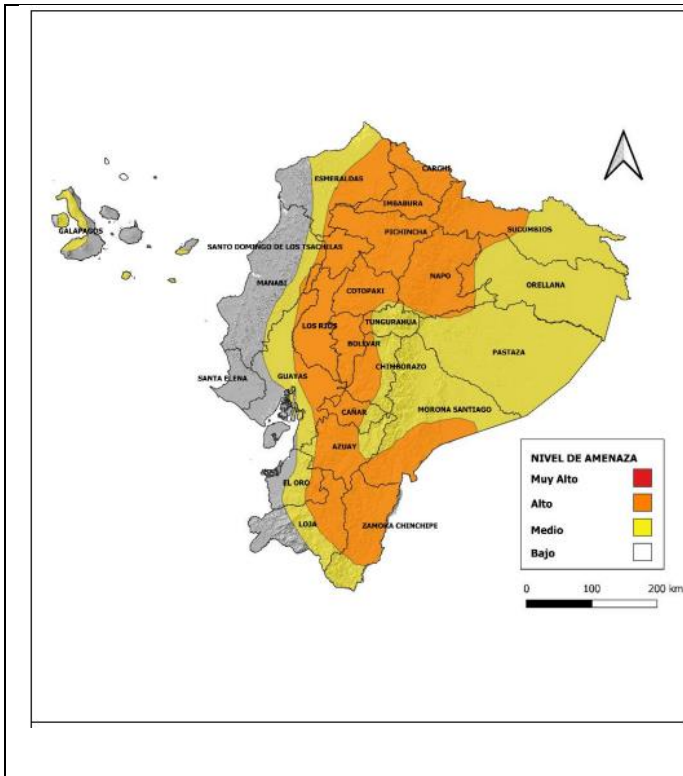 CARCHI
ESMERALDAS
IMBABURA
SUCUMBIOS
PICHINCHA
GALAPAGOS
SANTO DOMINGO DE LOS TSACHILAS
NAPO
MANABI
ORELLANA
COTOPAXI
LOS RIOS
TUNGURAHUA
BOLIVAR
PASTAZA
CHIMBORAZO
GUAYAS
SANTA ELENA
MORONA SANTIAGO
CAÑAR
AZUAY
EL ORO
LOJA
ZAMORA CHINCHIPE
NIVEL DE AMENAZA
Muy Alto
Alto
Medio
Bajo
0 100 200 km